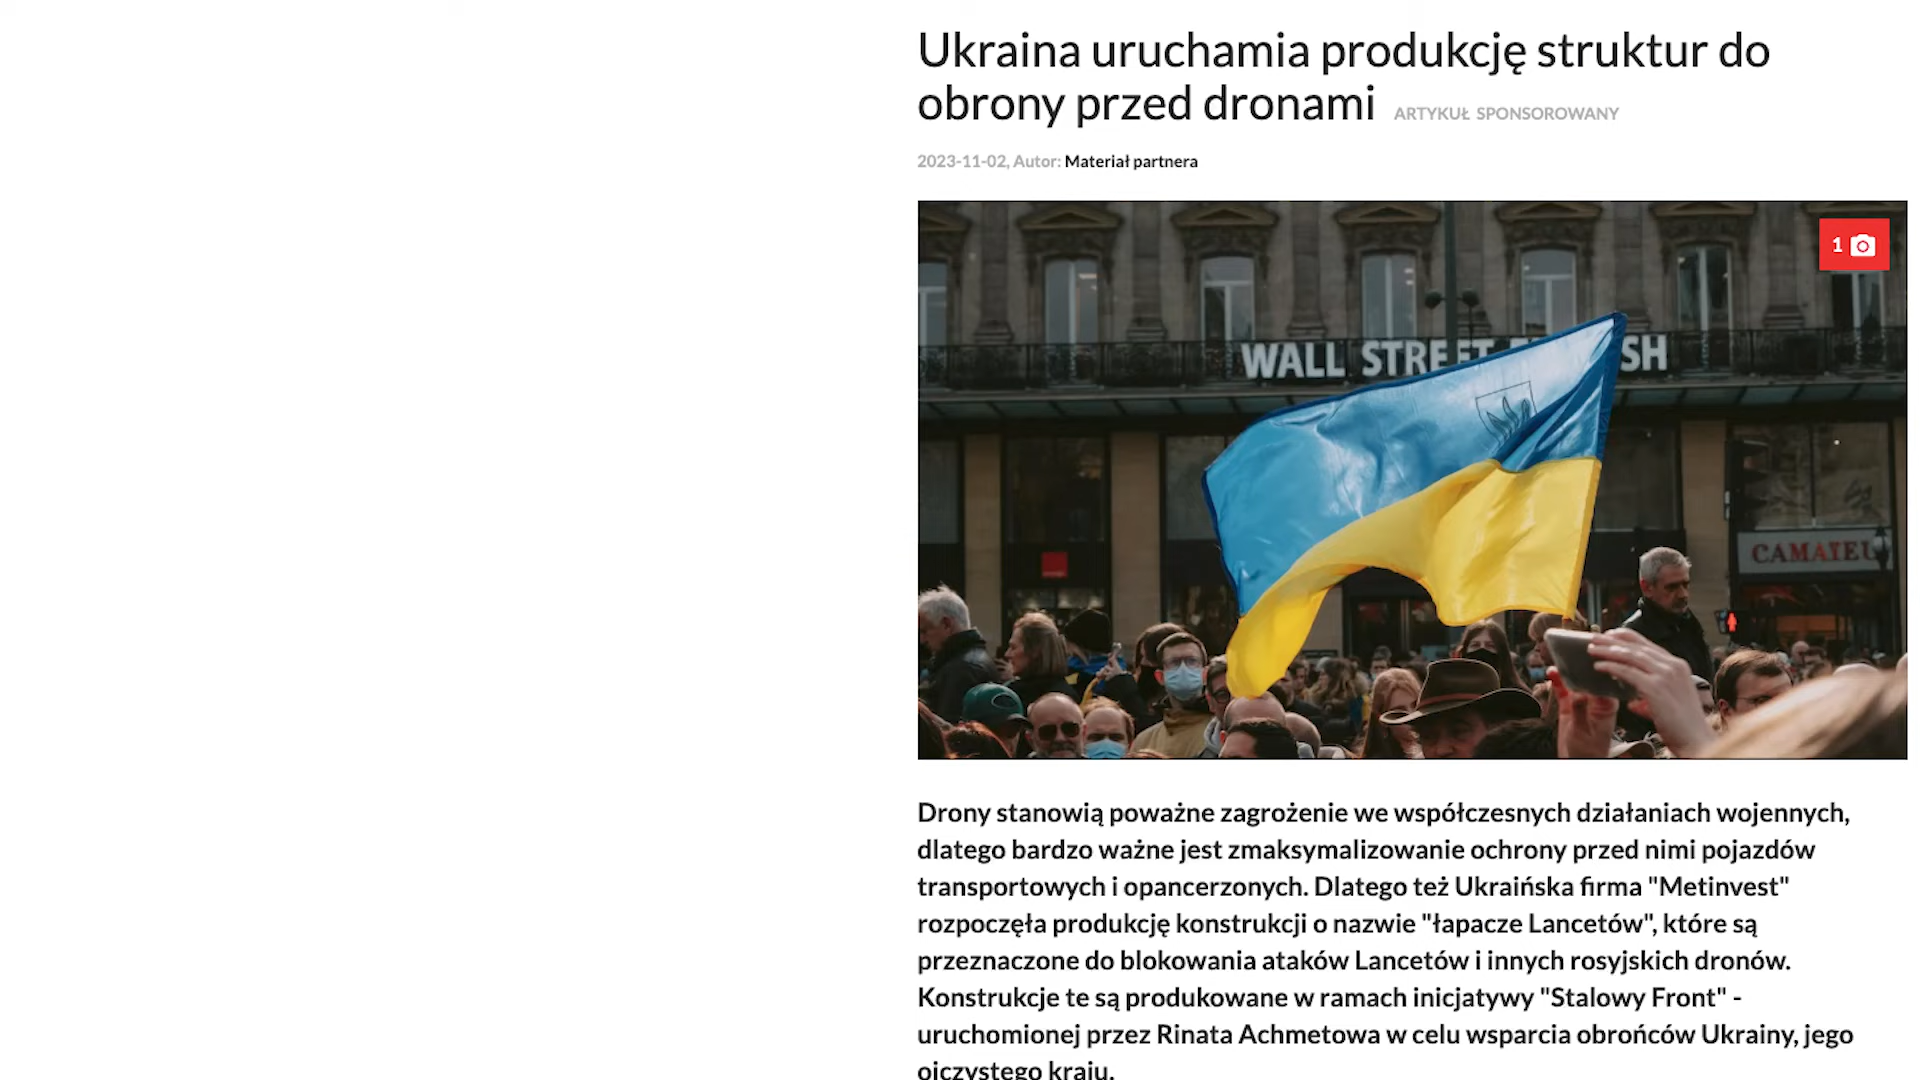 Ukraina uruchamia produkcję struktur do
obrony przed dronami ARTYKUŁ SPONSOROWANY
2023-11-02, Autor: Materiał partnera
1
WALL STREET SH
CAMAIEU
Drony stanowią poważne zagrożenie we współczesnych działaniach wojennych,
dlatego bardzo ważne jest zmaksymalizowanie ochrony przed nimi pojazdów
transportowych i opancerzonych. Dlatego też Ukraińska firma "Metinvest"
rozpoczęła produkcję konstrukcji o nazwie "łapacze Lancetów", które są
przeznaczone do blokowania ataków Lancetów i innych rosyjskich dronów.
Konstrukcje te są produkowane w ramach inicjatywy "Stalowy Front" -
uruchomionej przez Rinata Achmetowa w celu wsparcia obrońców Ukrainy, jego
ojczystego kraju.